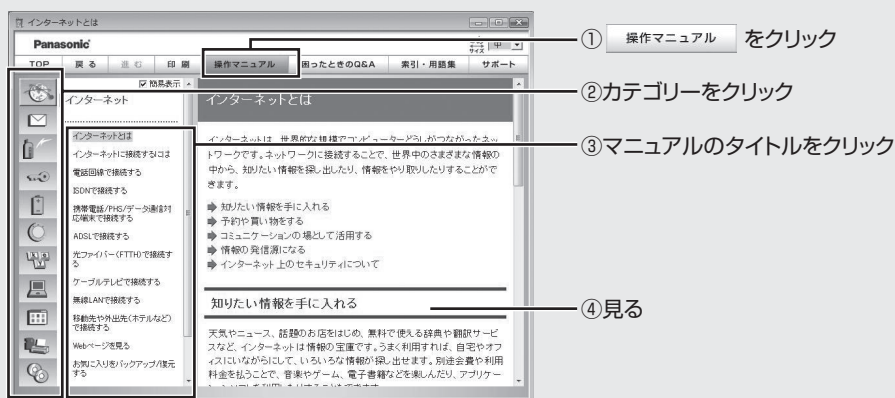 インターネットとは
Panasonic
サイズ 中
TOP 戻る 進む 印刷 操作マニュアル 困ったときのQ&A 索引・用語集 サポート
簡易表示
インターネット
インターネットとは
インターネットに接続するには
電話回線で接続する
ISDNで接続する
携帯電話/PHS/データ通信対
応端末で接続する
ADSLで接続する
光ファイバー(FTTH)で接続す
る
ケーブルテレビで接続する
無線LANで接続する
移動先や外出先(ホテルなど)
で接続する
Webページを見る
お気に入りをバックアップ/復元
する
インターネットとは
インターネットは、世界的な規模でコンピューターどうしがつながったネッ
トワークです。ネットワークに接続することで、世界中のさまざまな情報の
中から、知りたい情報を探し出したり、情報をやり取りしたりすることがで
きます。
知りたい情報を手に入れる
予約や買い物をする
コミュニケーションの場として活用する
情報の発信源になる
インターネット上のセキュリティについて
知りたい情報を手に入れる
天気やニュース、話題のお店をはじめ、無料で使える辞典や翻訳サービ
スなど、インターネットは情報の宝庫です。うまく利用すれば、自宅やオフ
ィスにいながらにして、いろいろな情報が探し出せます。別途会費や利用
料金を払うことで、音楽やゲーム、電子書籍などを楽しんだり、アプリケー
① 操作マニュアル をクリック
②カテゴリーをクリック
③マニュアルのタイトルをクリック
④見る